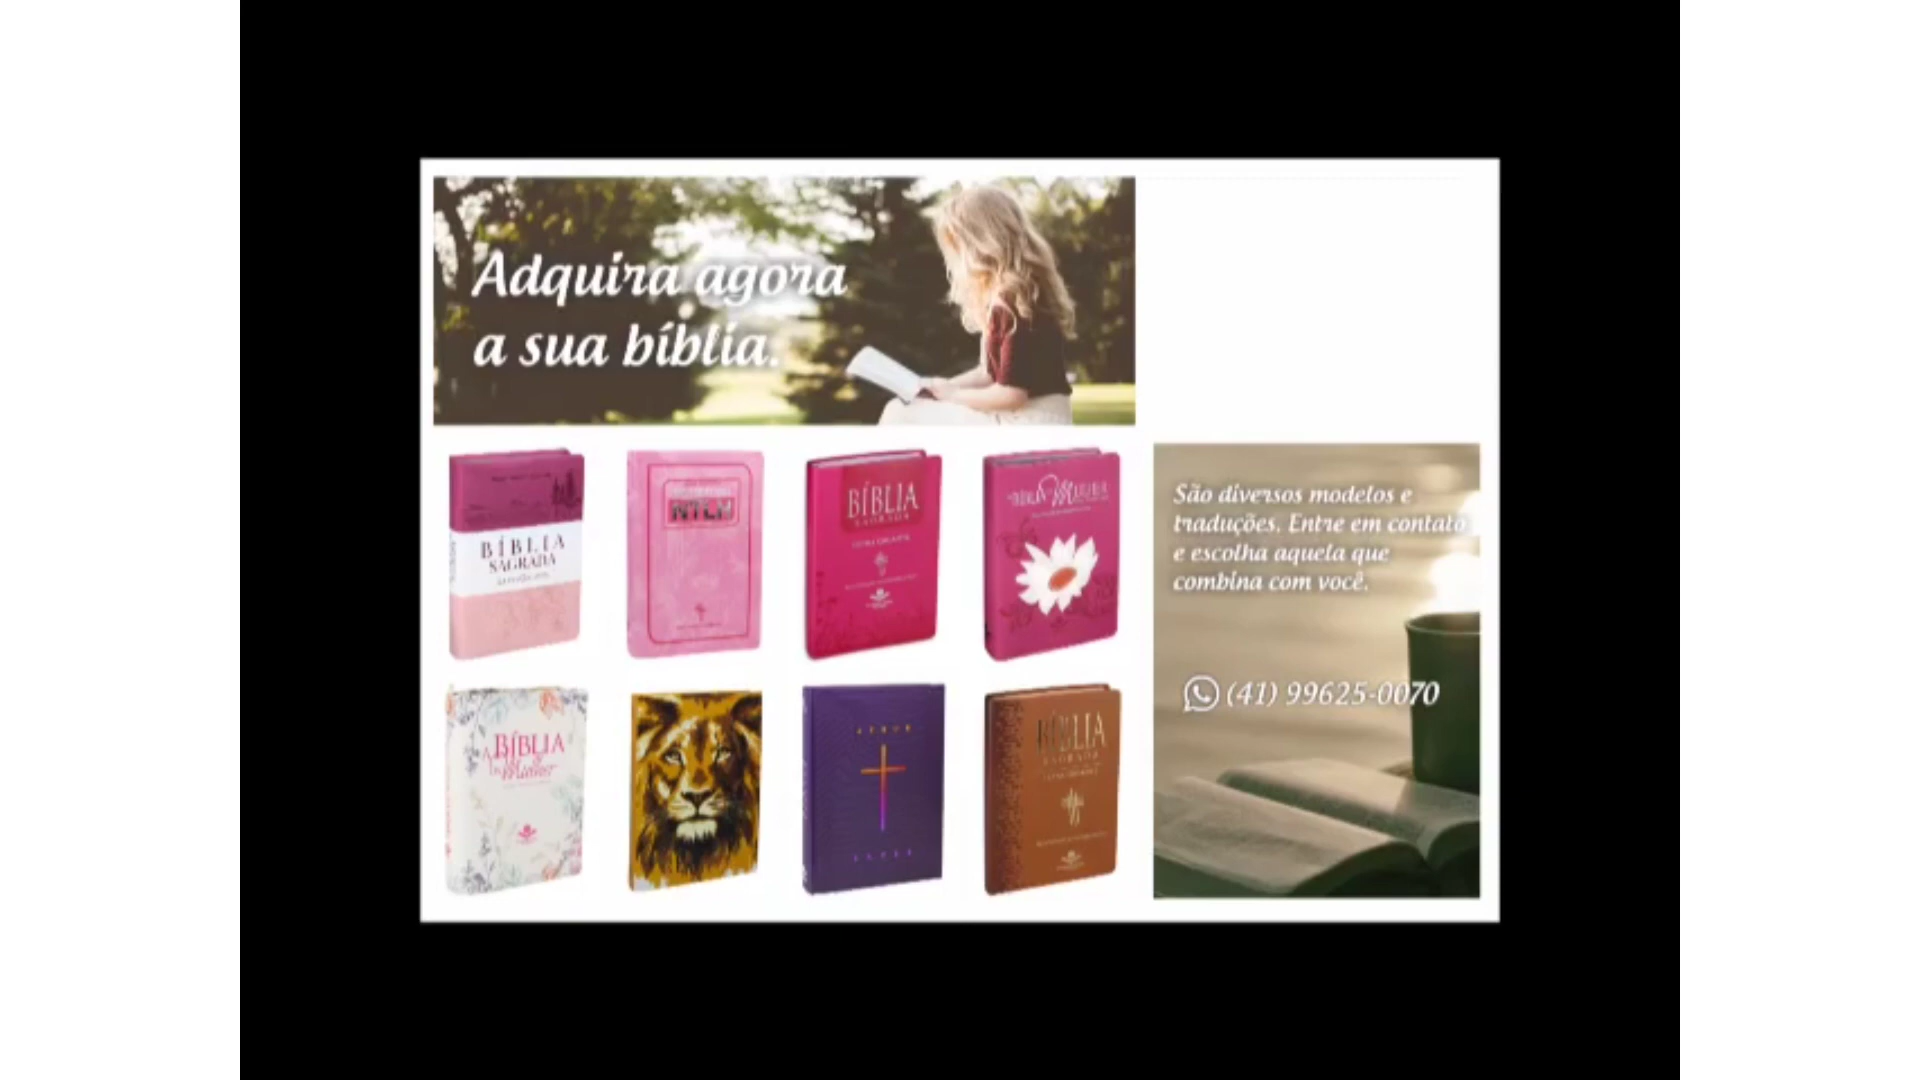 Adquira agora
a sua bíblia.
BÍBLIA
SAGRADA
NTLH
BÍBLIA
SAGRADA
BÍBLIA
SAGRADA
A BÍBLIA
São diversos modelos e
traduções. Entre em contato
e escolha aquela que
combina com você.
(41) 99625-0070